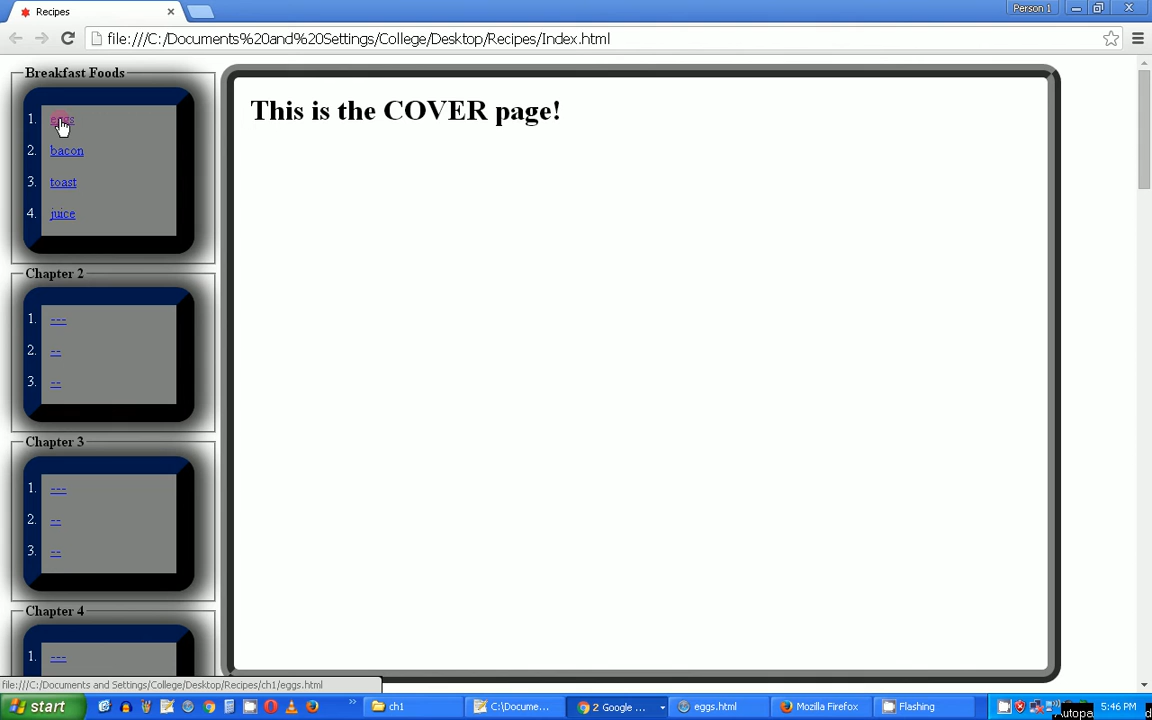 Recipes
Person 1
file:///C:/Documents%20and%20Settings/College/Desktop/Recipes/Index.html
Breakfast Foods
1. eggs
2. bacon
3. toast
4. juice
Chapter 2
1. ---
2. --
3. --
Chapter 3
1. ---
2. --
3. --
Chapter 4
1. ---
This is the COVER page!
file:///C:/Documents and Settings/College/Desktop/Recipes/ch1/eggs.html
start
ch1
C:\Docume...
2 Google ...
eggs.html
Mozilla Firefox
Flashing
5:46 PM
Autopa